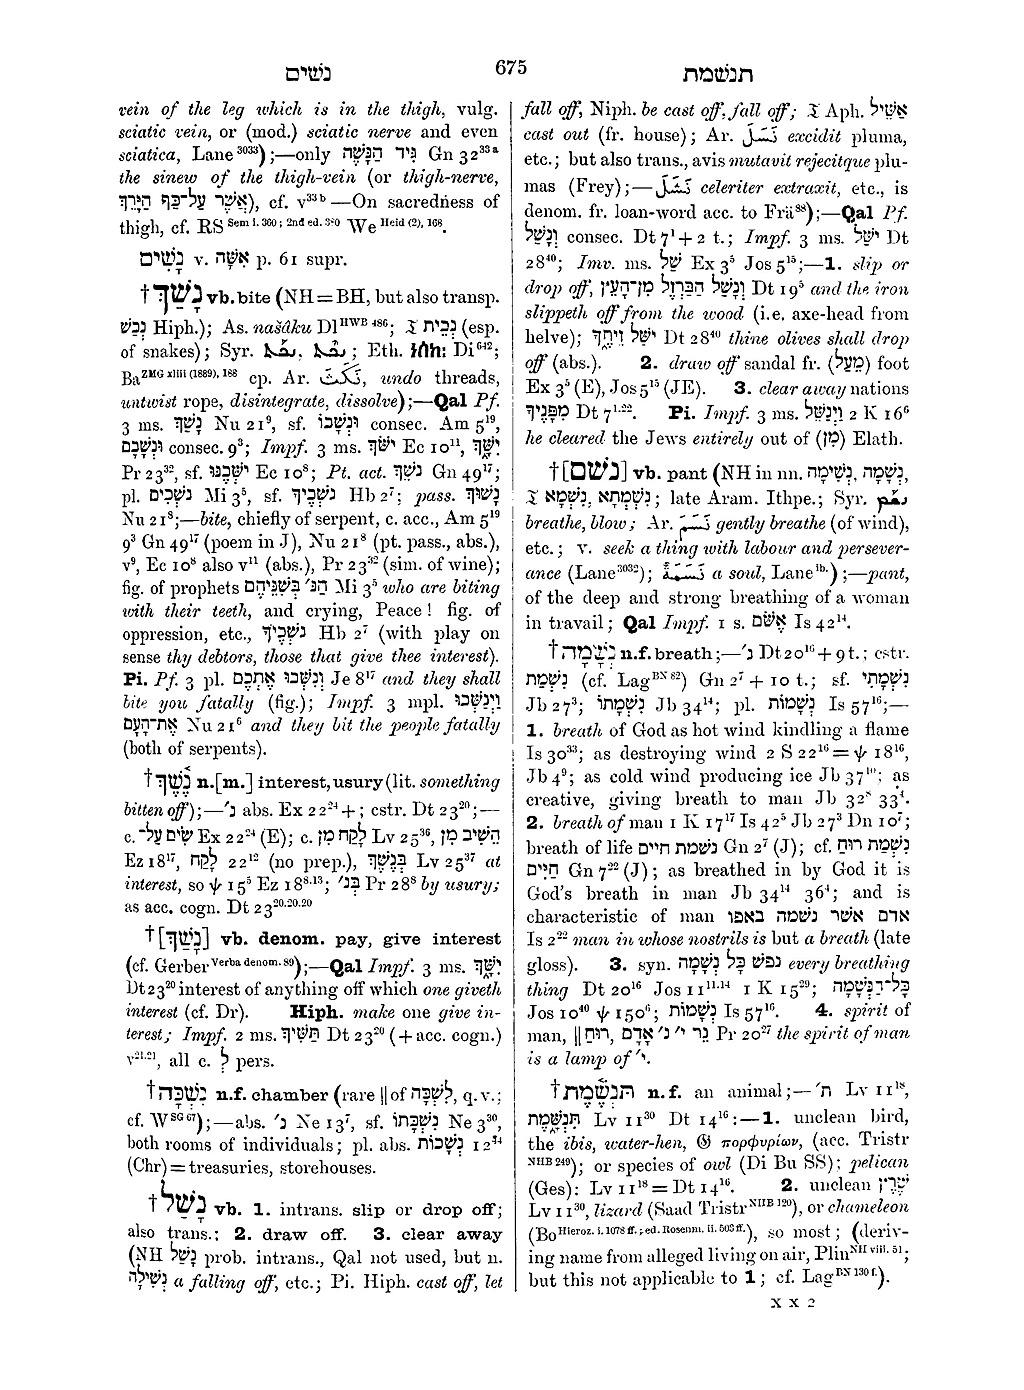 נשׁים
675
תנשׁמת
vein of the leg which is in the thigh, vulg.
sciatic vein, or (mod.) sciatic nerve and even
sciatica, Lane 3033) ;—only גִּיד הַנָּשֶׁה Gn 32 33a
the sinew of the thigh-vein (or thigh-nerve,
אֲשֶׁר עַל־כַּף הַיָּרֵךְ), cf. v 33 b —On sacredness of
thigh, cf. RS Sem i. 360; 2nd ed. 380 We Heid (2), 168.
נָשִׁים v. אִשָּׁה p. 61 supr.
†נָשַׁךְ vb. bite (NH = BH, but also transp.
נכשׁ Hiph.); As. našâku Dl HWB 486; 𝔗 נְכֵית (esp.
of snakes); Syr. ; Eth. ነሰከ: Di 642;
Ba ZMG xliii (1889), 188 cp. Ar. نَكَثَ, undo threads,
untwist rope, disintegrate, dissolve);—Qal Pf.
3 ms. נָשַׁךְ Nu 21 9, sf. וּנְשָׁכוֹ consec. Am 5 19,
וּנְשָׁכָם consec. 9 3; Impf. 3 ms. יִשֹּׁךְ Ec 10 11, יִשָּׁךְ
Pr 23 32, sf. יִשְּׁכֶנּוּ Ec 10 8; Pt. act. נֹשֵׁךְ Gn 49 17;
pl. נֹשְׁכִים Mi 3 5, sf. נֹשְׁכֶיךָ Hb 2 7; pass. נָשׁוּךְ
Nu 21 8;—bite, chiefly of serpent, c. acc., Am 5 19
9 3 Gn 49 17 (poem in J), Nu 21 8 (pt. pass., abs.),
v 9, Ec 10 8 also v 11 (abs.), Pr 23 32 (sim. of wine);
fig. of prophets הַנּ׳ בְּשִׁנֵּיהֶם Mi 3 5 who are biting
with their teeth, and crying, Peace! fig. of
oppression, etc., נֹשְׁכֶיךָ Hb 2 7 (with play on
sense thy debtors, those that give thee interest).
Pi. Pf. 3 pl. וְנִשְּׁכוּ אֶתְכֶם Je 8 17 and they shall
bite you fatally (fig.); Impf. 3 mpl. וַיְנַשְּׁכוּ
אֶת־הָעָם Nu 21 6 and they bit the people fatally
(both of serpents).
†נֶשֶׁךְ n.[m.] interest, usury (lit. something
bitten off);—נ׳ abs. Ex 22 24 + ; cstr. Dt 23 20;—
c. שִׂים עַל־ Ex 22 24 (E); c. לָקַח מִן Lv 25 36, הֵשִׁיב מִן
Ez 18 17, לָקַח 22 12 (no prep.), בְּנֶשֶׁךְ Lv 25 37 at
interest, so ψ 15 5 Ez 18 8.13; בְּנ׳ Pr 28 8 by usury;
as acc. cogn. Dt 23 20.20.20
†[נָשַׁךְ] vb. denom. pay, give interest
(cf. Gerber Verba denom. 89);—Qal Impf. 3 ms. יִשָּׁךְ
Dt 23 20 interest of anything off which one giveth
interest (cf. Dr). Hiph. make one give in-
terest; Impf. 2 ms. תַּשִּׁיךְ Dt 23 20 (+ acc. cogn.)
v 21.21, all c. לְ pers.
†נִשְׁכָּה n.f. chamber (rare || of לִשְׁכָּה, q.v.;
cf. W SG 67);—abs. נ׳ Ne 13 7, sf. נִשְׁכָּתוֹ Ne 3 30,
both rooms of individuals; pl. abs. נְשָׁכוֹת 12 44
(Chr) = treasuries, storehouses.
†נָשַׁל vb. 1. intrans. slip or drop off;
also trans.: 2. draw off. 3. clear away
(NH נָשַׁל prob. intrans., Qal not used, but n.
נְשִׁילָה a falling off, etc.; Pi. Hiph. cast off, let
fall off, Niph. be cast off, fall off; 𝔗 Aph. אַשֵּׁיל
cast out (fr. house); Ar. نَسَلَ excidit pluma,
etc.; but also trans., avis mutavit rejecitque plu-
mas (Frey);—نَشَلَ celeriter extraxit, etc., is
denom. fr. loan-word acc. to Frä 88);—Qal Pf.
וְנָשַׁל consec. Dt 7 1 + 2 t.; Impf. 3 ms. יִשַּׁל Dt
28 40; Imv. ms. שַׁל Ex 3 5 Jos 5 15;—1. slip or
drop off, וְנָשַׁל הַבַּרְזֶל מִן־הָעֵץ Dt 19 5 and the iron
slippeth off from the wood (i.e. axe-head from
helve); יִשַּׁל זֵיתֶךָ Dt 28 40 thine olives shall drop
off (abs.). 2. draw off sandal fr. (מֵעַל) foot
Ex 3 5 (E), Jos 5 15 (JE). 3. clear away nations
מִפָּנֶיךָ Dt 7 1.22. Pi. Impf. 3 ms. וַיְנַשֵּׁל 2 K 16 6
he cleared the Jews entirely out of (מִן) Elath.
†[נשׁם] vb. pant (NH in nn. נְשִׁימָה, נְשָׁמָה,
𝔗 נִשְׁמְתָא, נִשְׁמָא; late Aram. Ithpe.; Syr. ܢܫܡ
breathe, blow; Ar. نَسَمَ gently breathe (of wind),
etc.; v. seek a thing with labour and persever-
ance (Lane 3032); نَسَمَةٌ a soul, Lane ib.);—pant,
of the deep and strong breathing of a woman
in travail; Qal Impf. 1 s. אֶשֹּׁם Is 42 14.
†נְשָׁמָה n.f. breath;—נ׳ Dt 20 16 + 9 t.; cstr.
נִשְׁמַת (cf. Lag BN 82) Gn 2 7 + 10 t.; sf. נִשְׁמָתִי
Jb 27 3; נִשְׁמָתוֹ Jb 34 14; pl. נְשָׁמוֹת Is 57 16;—
1. breath of God as hot wind kindling a flame
Is 30 33; as destroying wind 2 S 22 16 = ψ 18 16,
Jb 4 9; as cold wind producing ice Jb 37 10; as
creative, giving breath to man Jb 32 8 33 4.
2. breath of man 1 K 17 17 Is 42 5 Jb 27 3 Dn 10 7;
breath of life נשׁמת חיים Gn 2 7 (J); cf. נִשְׁמַת רוּחַ
חַיִּים Gn 7 22 (J); as breathed in by God it is
God's breath in man Jb 34 14 36 4; and is
characteristic of man אדם אשׁר נשׁמה באפו
Is 2 22 man in whose nostrils is but a breath (late
gloss). 3. syn. נפשׁ כָּל נְשָׁמָה every breathing
thing Dt 20 16 Jos 11 11.14 1 K 15 29; כָּל־הַנְּשָׁמָה
Jos 10 40 ψ 150 6; נְשָׁמוֹת Is 57 16. 4. spirit of
man, || רוּחַ, נֵר י׳ נ׳ אָדָם Pr 20 27 the spirit of man
is a lamp of י׳.
†תִּנְשֶׁמֶת n.f. an animal;—ת׳ Lv 11 18,
תִּנְשָׁמֶת Lv 11 30 Dt 14 16:—1. unclean bird,
the ibis, water-hen, 𝔊 πορφυρίων, (acc. Tristr
NHB 249); or species of owl (Di Bu SS); pelican
(Ges): Lv 11 18 = Dt 14 16. 2. unclean שֶׁרֶץ
Lv 11 30, lizard (Saad Tristr NHB 120), or chameleon
(Bo Hieroz. i. 1078 ff.; ed. Rosenm. ii. 503 ff.), so most; (deriv-
ing name from alleged living on air, Plin NH viii. 51;
but this not applicable to 1; cf. Lag BN 130 f.).
X X 2